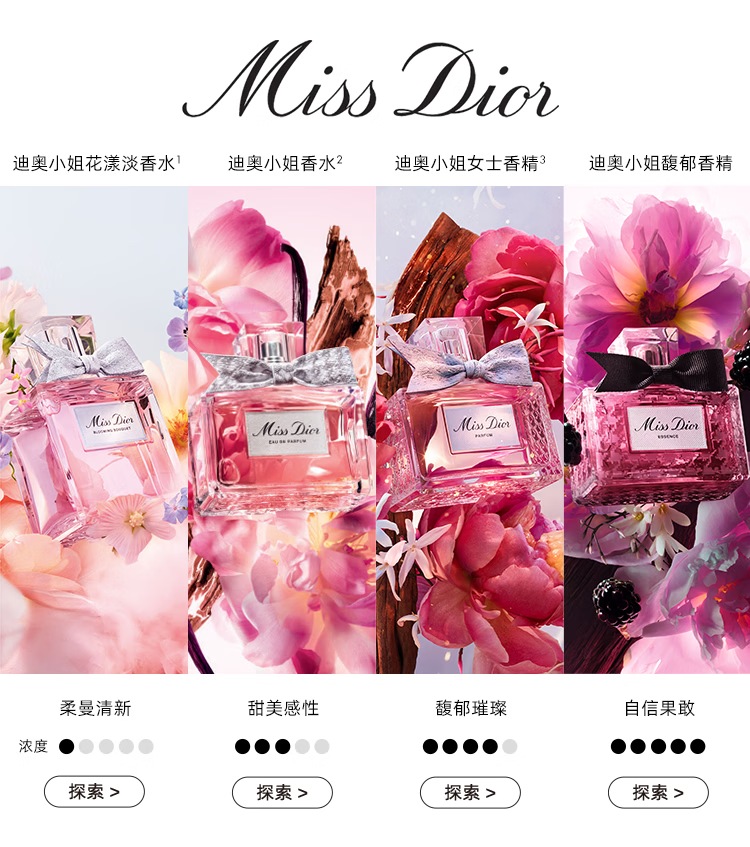 Miss Dior
迪奥小姐花漾淡香水1
迪奥小姐香水2
迪奥小姐女士香精3
迪奥小姐馥郁香精
Miss Dior
BLOOMING BOUQUET
Miss Dior
EAU DE PARFUM
Miss Dior
PARFUM
Miss Dior
ESSENCE
柔曼清新
甜美感性
馥郁璀璨
自信果敢
浓度
探索 >
探索 >
探索 >
探索 >